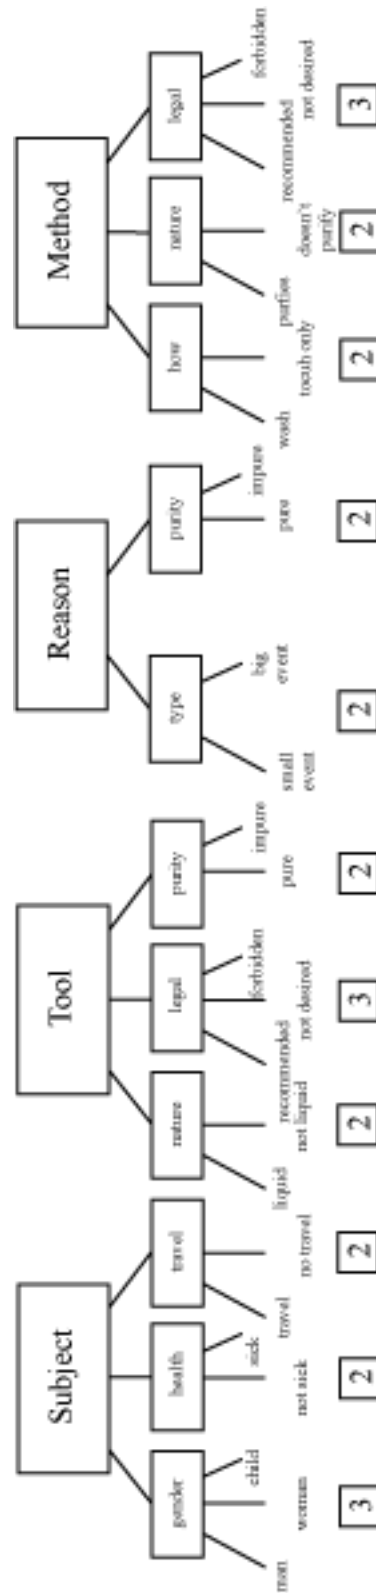 Subject
Tool
Reason
Method
gender
health
travel
nature
legal
purity
type
purity
how
nature
legal
man
woman
child
not sick
sick
travel
no travel
liquid
not liquid
recommended
not desired
forbidden
pure
impure
small
event
big
event
pure
impure
wash
tocuh only
purfies
doesn't
purify
recommended
not desired
forbidden
3
2
2
2
3
2
2
2
2
2
3